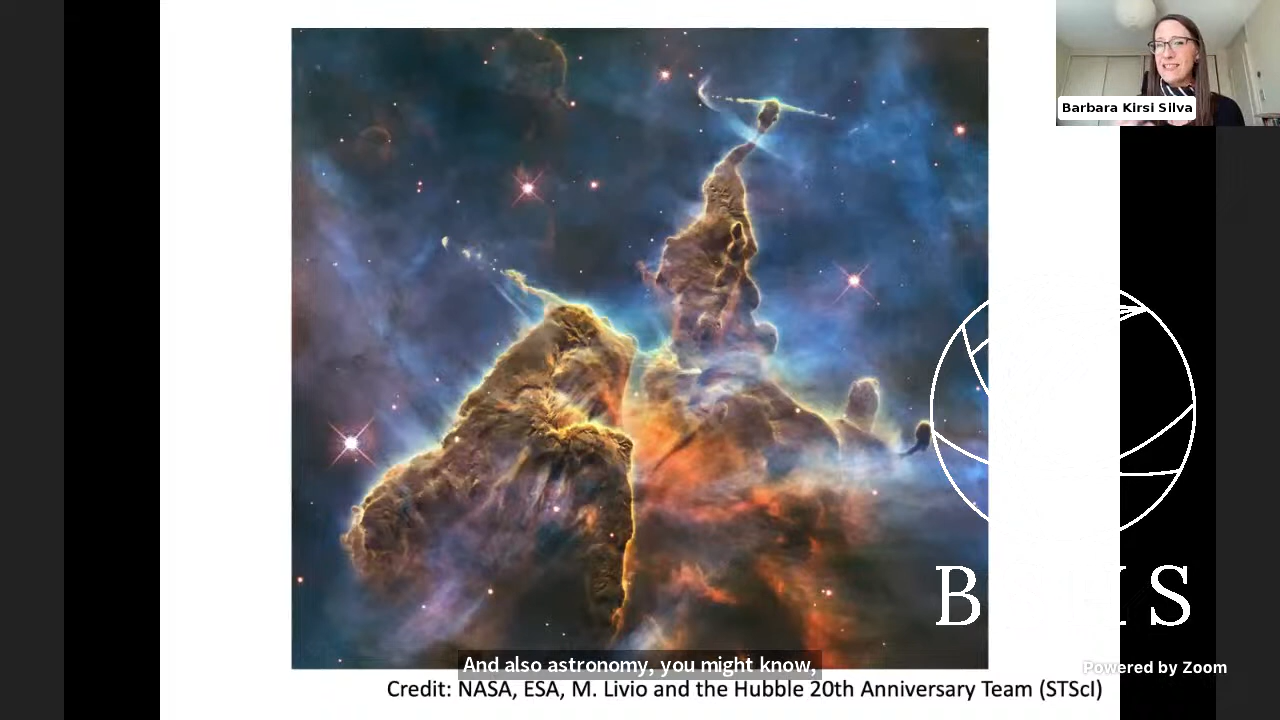 Barbara Kirsi Silva
B S
And also astronomy, you might know,
Powered by Zoom
Credit: NASA, ESA, M. Livio and the Hubble 20th Anniversary Team (STScI)